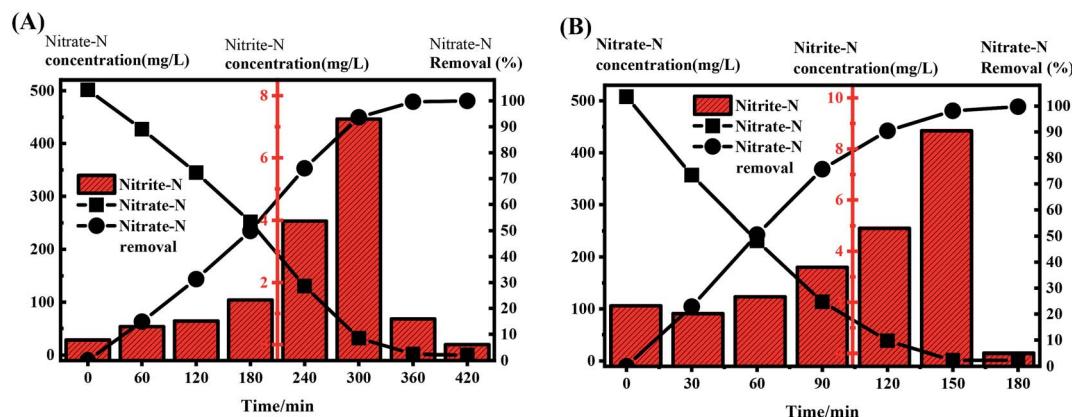 (A)
Nitrate-N
concentration(mg/L)
Nitrite-N
concentration(mg/L)
Nitrate-N
Removal (%)
500
400
300
250
200
100
50
0
8
6
4
2
100
90
80
70
60
50
40
30
20
10
0
Nitrite-N
Nitrate-N
Nitrate-N
removal
0 60 120 180 240 300 360 420
Time/min
(B)
Nitrate-N
concentration(mg/L)
Nitrite-N
concentration(mg/L)
Nitrate-N
Removal (%)
500
400
300
250
200
100
50
0
10
8
6
4
2
100
90
80
70
60
50
40
30
20
10
0
Nitrite-N
Nitrate-N
Nitrate-N
removal
0 30 60 90 120 150 180
Time/min